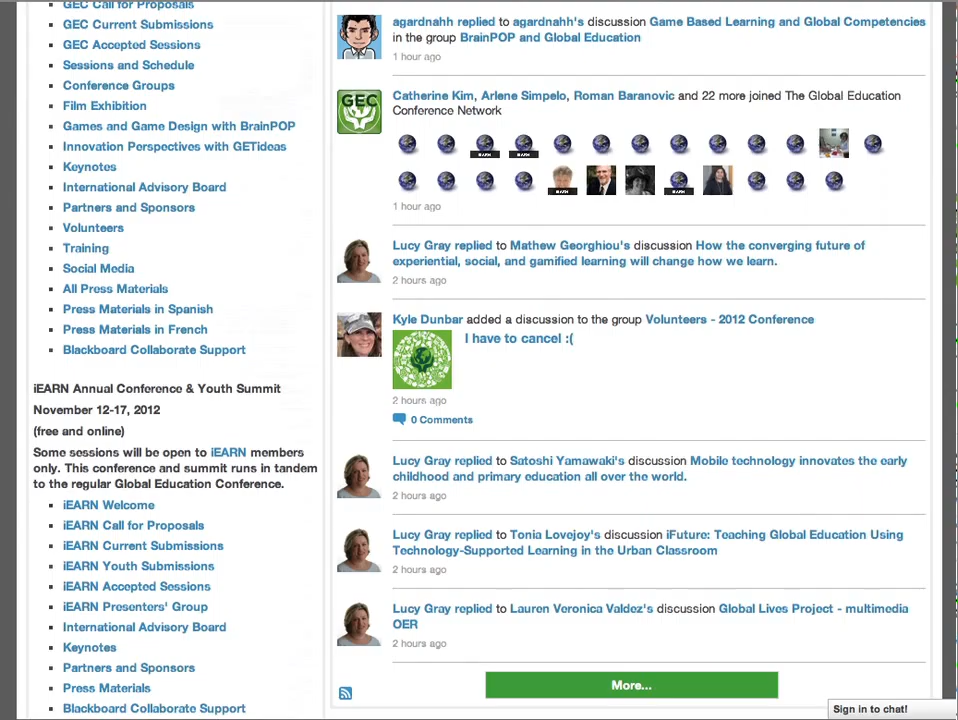 GEC Call for Proposals
GEC Current Submissions
GEC Accepted Sessions
Sessions and Schedule
Conference Groups
Film Exhibition
Games and Game Design with BrainPOP
Innovation Perspectives with GETideas
Keynotes
International Advisory Board
Partners and Sponsors
Volunteers
Training
Social Media
All Press Materials
Press Materials in Spanish
Press Materials in French
Blackboard Collaborate Support
iEARN Annual Conference & Youth Summit
November 12-17, 2012
(free and online)
Some sessions will be open to iEARN members
only. This conference and summit runs in tandem
to the regular Global Education Conference.
iEARN Welcome
iEARN Call for Proposals
iEARN Current Submissions
iEARN Youth Submissions
iEARN Accepted Sessions
iEARN Presenters' Group
International Advisory Board
Keynotes
Partners and Sponsors
Press Materials
Blackboard Collaborate Support
agardnahh replied to agardnahh's discussion Game Based Learning and Global Competencies
in the group BrainPOP and Global Education
1 hour ago
GEC
Catherine Kim, Arlene Simpelo, Roman Baranovic and 22 more joined The Global Education
Conference Network
1 hour ago
Lucy Gray replied to Mathew Georghiou's discussion How the converging future of
experiential, social, and gamified learning will change how we learn.
2 hours ago
Kyle Dunbar added a discussion to the group Volunteers - 2012 Conference
I have to cancel :(
2 hours ago
0 Comments
Lucy Gray replied to Satoshi Yamawaki's discussion Mobile technology innovates the early
childhood and primary education all over the world.
2 hours ago
Lucy Gray replied to Tonia Lovejoy's discussion iFuture: Teaching Global Education Using
Technology-Supported Learning in the Urban Classroom
2 hours ago
Lucy Gray replied to Lauren Veronica Valdez's discussion Global Lives Project - multimedia
OER
2 hours ago
More...
Sign in to chat!